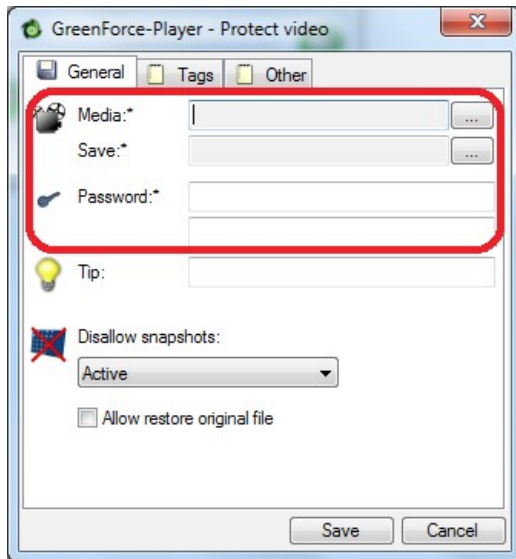 GreenForce-Player - Protect video
General Tags Other
Media:* ...
Save:* ...
Password:*
Tip:
Disallow snapshots:
Active
Allow restore original file
Save Cancel